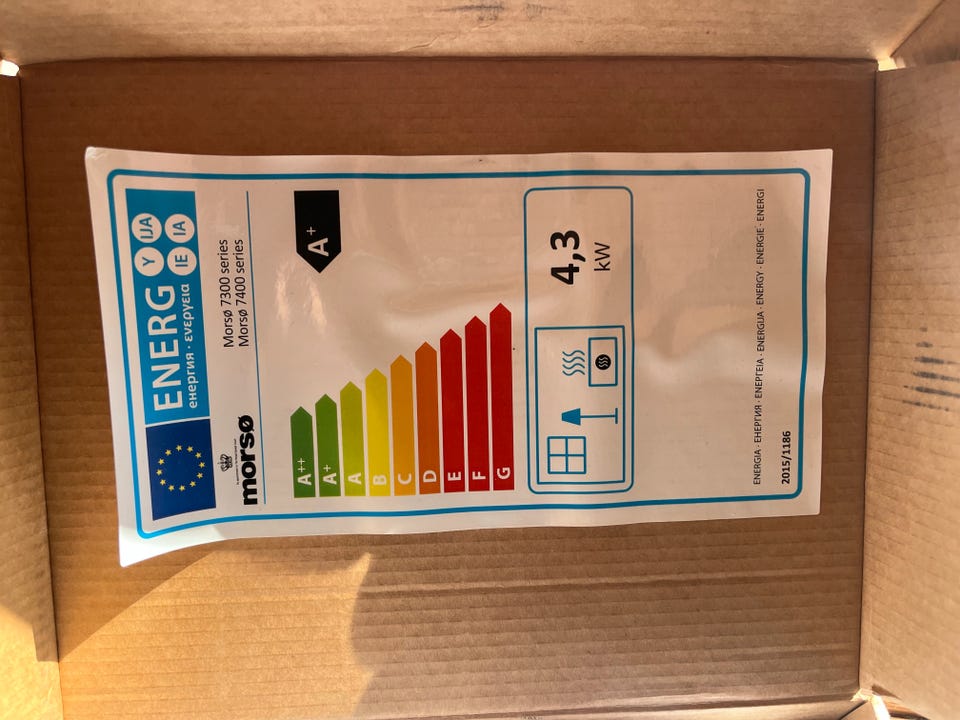 ENERG
Y IJA
IE IA
енергия · ενεργεια
morsø
Morsø 7300 series
Morsø 7400 series
A++
A+
A
B
C
D
E
F
G
A+
4,3
kW
ENERGIA · ЕНЕРГИЯ · ΕΝΕΡΓΕΙΑ · ENERGIJA · ENERGY · ENERGIE · ENERGI
2015/1186